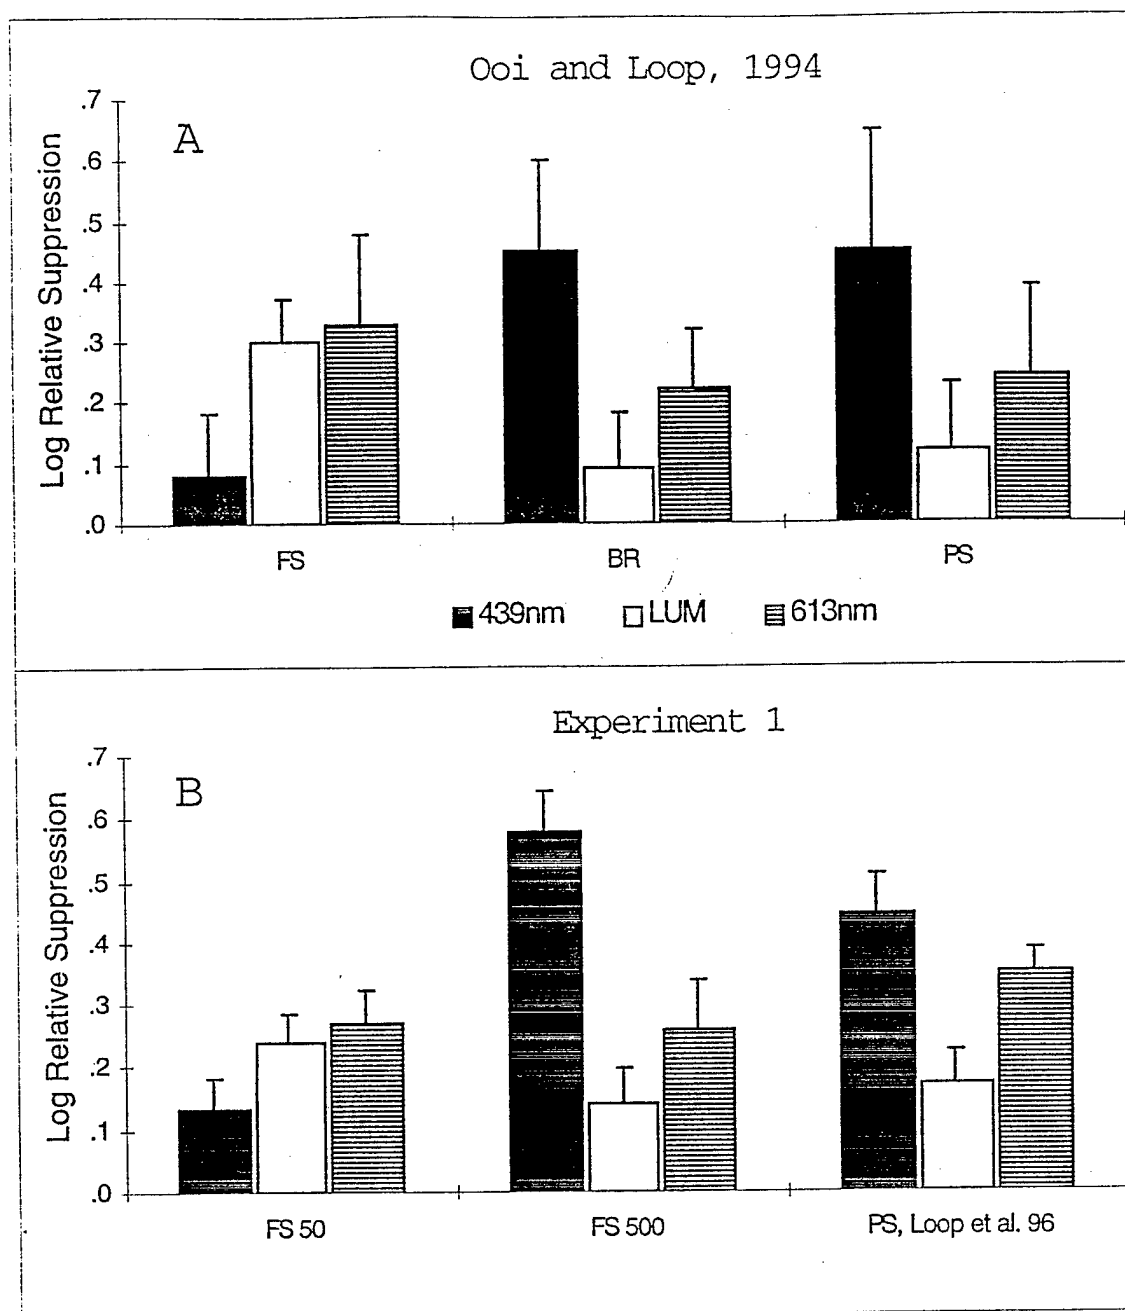 Ooi and Loop, 1994
A
Log Relative Suppression
.7
.6
.5
.4
.3
.2
.1
.0
FS BR PS
439nm LUM 613nm
Experiment 1
B
Log Relative Suppression
.7
.6
.5
.4
.3
.2
.1
.0
FS 50 FS 500 PS, Loop et al. 96